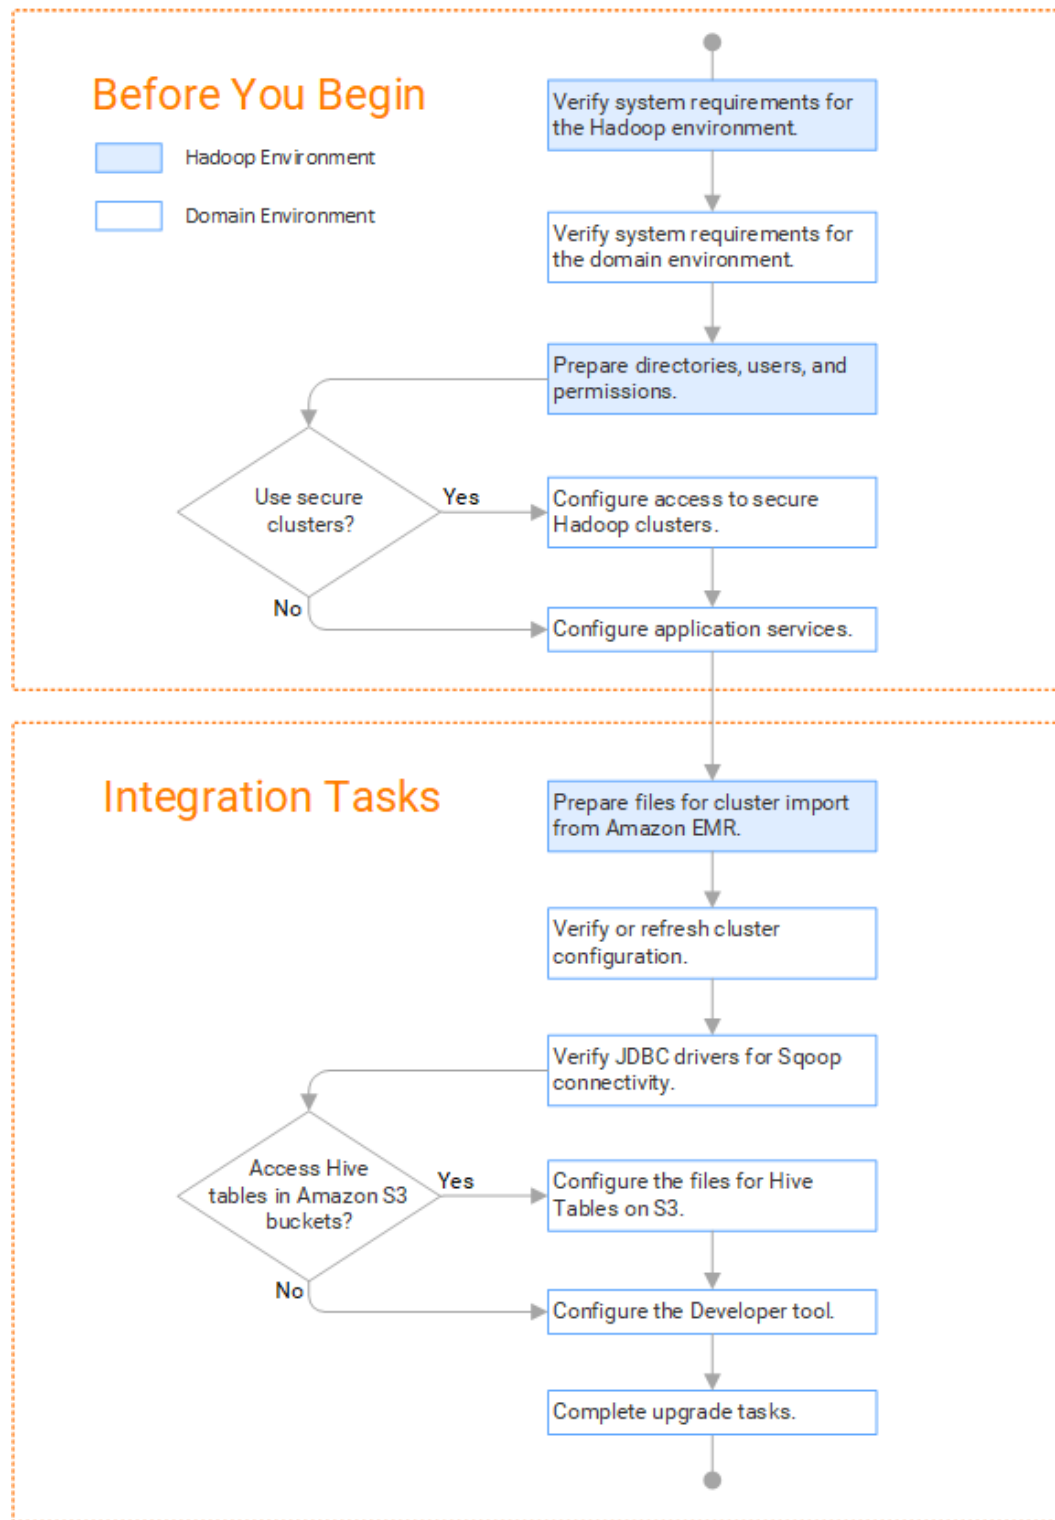 Before You Begin
Hadoop Environment
Domain Environment
Verify system requirements for
the Hadoop environment.
Verify system requirements for
the domain environment.
Prepare directories, users, and
permissions.
Use secure
clusters?
Yes
Configure access to secure
Hadoop clusters.
No
Configure application services.
Integration Tasks
Prepare files for cluster import
from Amazon EMR.
Verify or refresh cluster
configuration.
Verify JDBC drivers for Sqoop
connectivity.
Access Hive
tables in Amazon S3
buckets?
Yes
Configure the files for Hive
Tables on S3.
No
Configure the Developer tool.
Complete upgrade tasks.